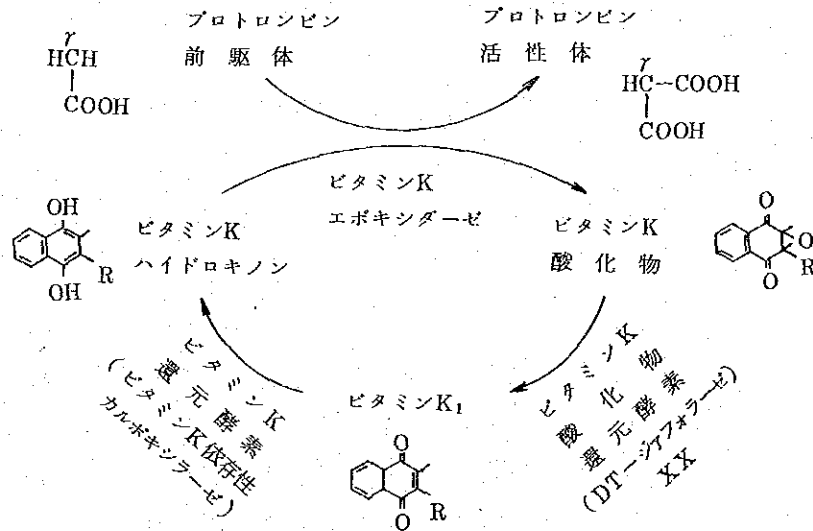 プロトロンビン
前駆体
プロトロンビン
活性体
γ
HCH
COOH
γ
HC-COOH
COOH
ビタミンK
エポキシダーゼ
OH
OH
R
ビタミンK
ハイドロキノン
ビタミンK
酸化物
O
O
O
R
ビタミンK
還元酵素
(ビタミンK依存性
カルボキシラーゼ)
ビタミンK₁
O
O
R
ビタミンK
酸化物
還元酵素
(DT-ジアフォラーゼ)
XX